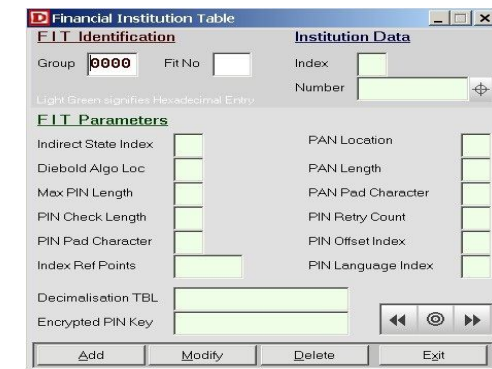 D Financial Institution Table
FIT Identification
Institution Data
Group 0000 Fit No
Index
Number
Light Green signifies Hexadecimal Entry
FIT Parameters
Indirect State Index
PAN Location
Diebold Algo Loc
PAN Length
Max PIN Length
PAN Pad Character
PIN Check Length
PIN Retry Count
PIN Pad Character
PIN Offset Index
Index Ref Points
PIN Language Index
Decimalisation TBL
Encrypted PIN Key
Add Modify Delete Exit